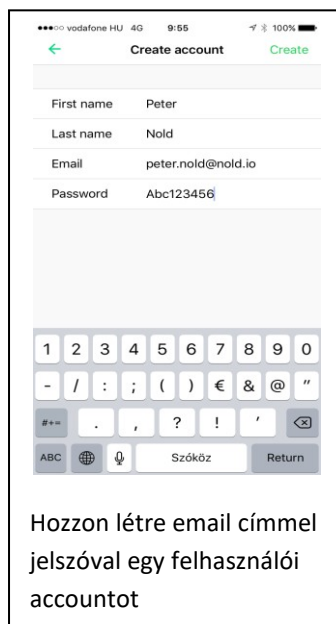 vodafone HU 4G 9:55 100%
Create account Create
First name Peter
Last name Nold
Email peter.nold@nold.io
Password Abc123456
1 2 3 4 5 6 7 8 9 0
- / : ; ( ) € & @ "
#+= . , ? ! '
ABC Szóköz Return
Hozzon létre email címmel
jelszóval egy felhasználói
accountot